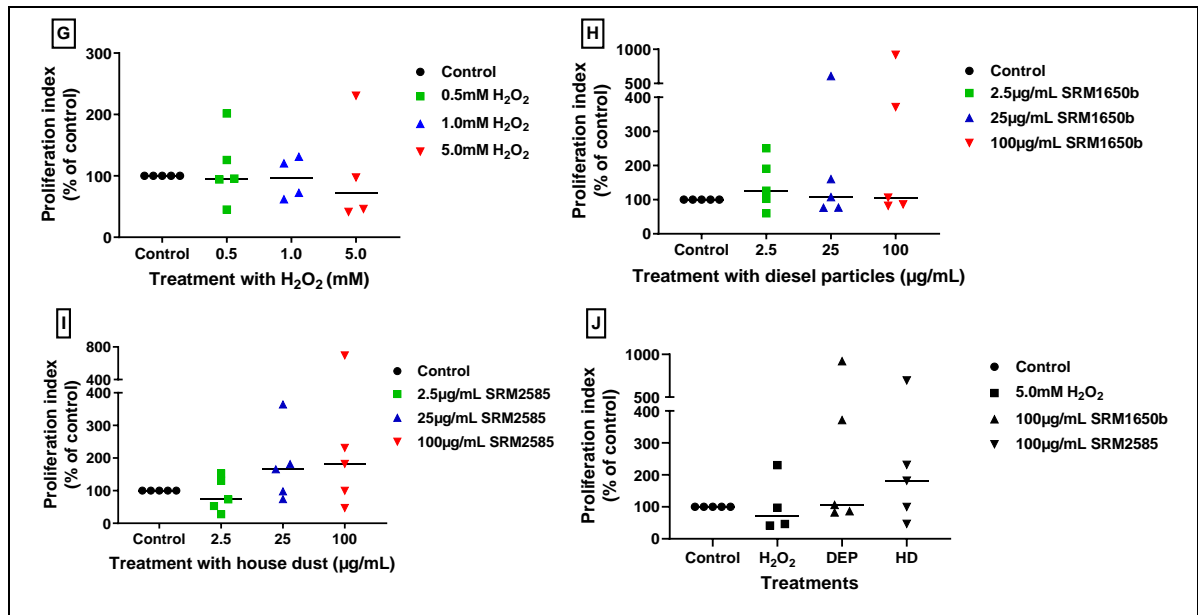 G
300
200
100
0
Proliferation index
(% of control)
Control
0.5
1.0
5.0
Treatment with H₂O₂ (mM)
Control
0.5mM H₂O₂
1.0mM H₂O₂
5.0mM H₂O₂
H
1000
500
400
300
200
100
0
Proliferation index
(% of control)
Control
2.5
25
100
Treatment with diesel particles (µg/mL)
Control
2.5µg/mL SRM1650b
25µg/mL SRM1650b
100µg/mL SRM1650b
I
800
400
400
300
200
100
0
Proliferation index
(% of control)
Control
2.5
25
100
Treatment with house dust (µg/mL)
Control
2.5µg/mL SRM2585
25µg/mL SRM2585
100µg/mL SRM2585
J
1000
500
400
300
200
100
0
Proliferation index
(% of control)
Control
H₂O₂
DEP
HD
Treatments
Control
5.0mM H₂O₂
100µg/mL SRM1650b
100µg/mL SRM2585